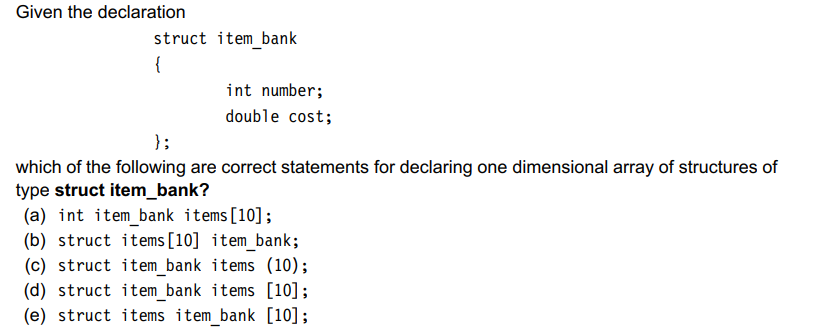 Given the declaration
struct item_bank
{
int number;
double cost;
};
which of the following are correct statements for declaring one dimensional array of structures of
type struct item_bank?
(a) int item_bank items[10];
(b) struct items[10] item_bank;
(c) struct item_bank items (10);
(d) struct item_bank items [10];
(e) struct items item_bank [10];